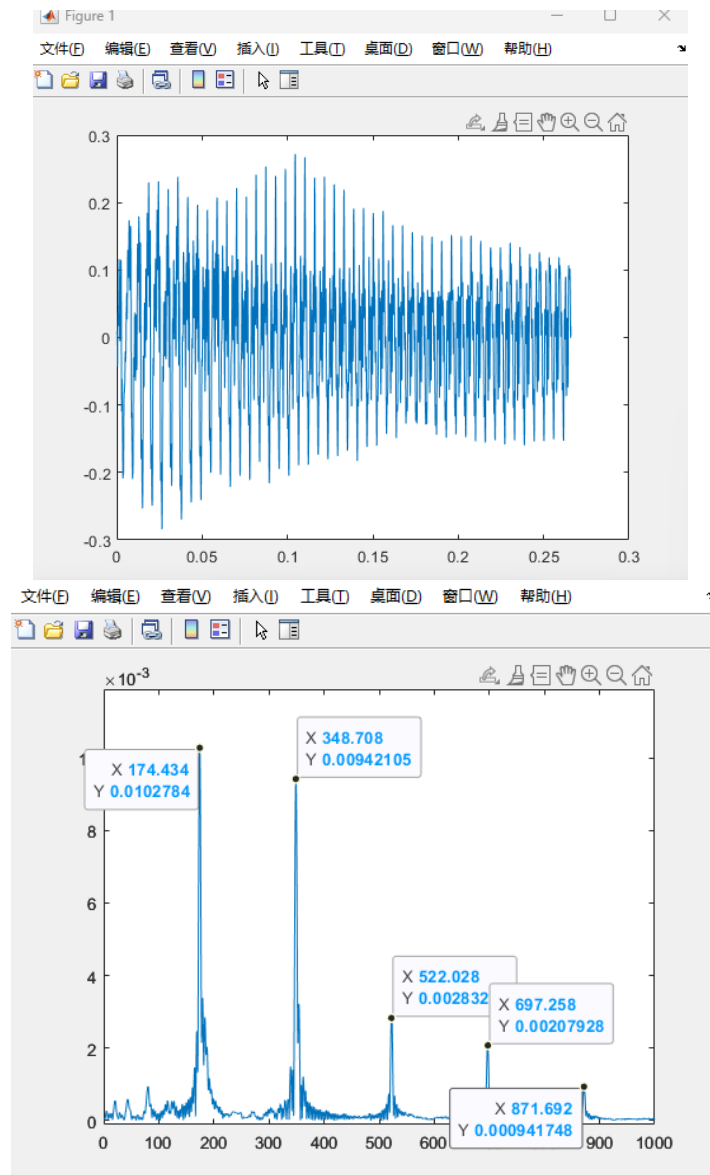 Figure 1
文件(F) 编辑(E) 查看(V) 插入(I) 工具(T) 桌面(D) 窗口(W) 帮助(H)
0.3
0.2
0.1
0
-0.1
-0.2
-0.3
0 0.05 0.1 0.15 0.2 0.25 0.3
文件(F) 编辑(E) 查看(V) 插入(I) 工具(T) 桌面(D) 窗口(W) 帮助(H)
×10-3
X 348.708
Y 0.00942105
X 174.434
Y 0.0102784
8
6
4
X 522.028
Y 0.002832
X 697.258
Y 0.00207928
2
X 871.692
Y 0.000941748
0
0 100 200 300 400 500 600 900 1000